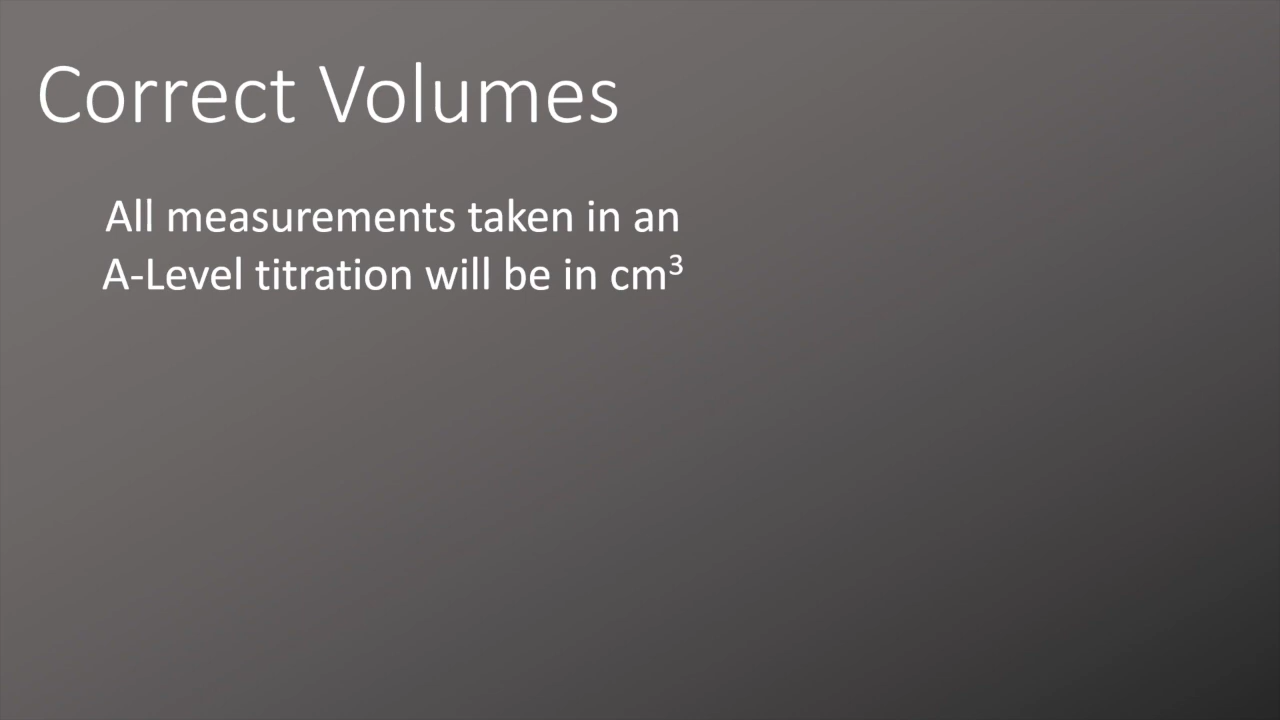 Correct Volumes
All measurements taken in an
A-Level titration will be in cm³